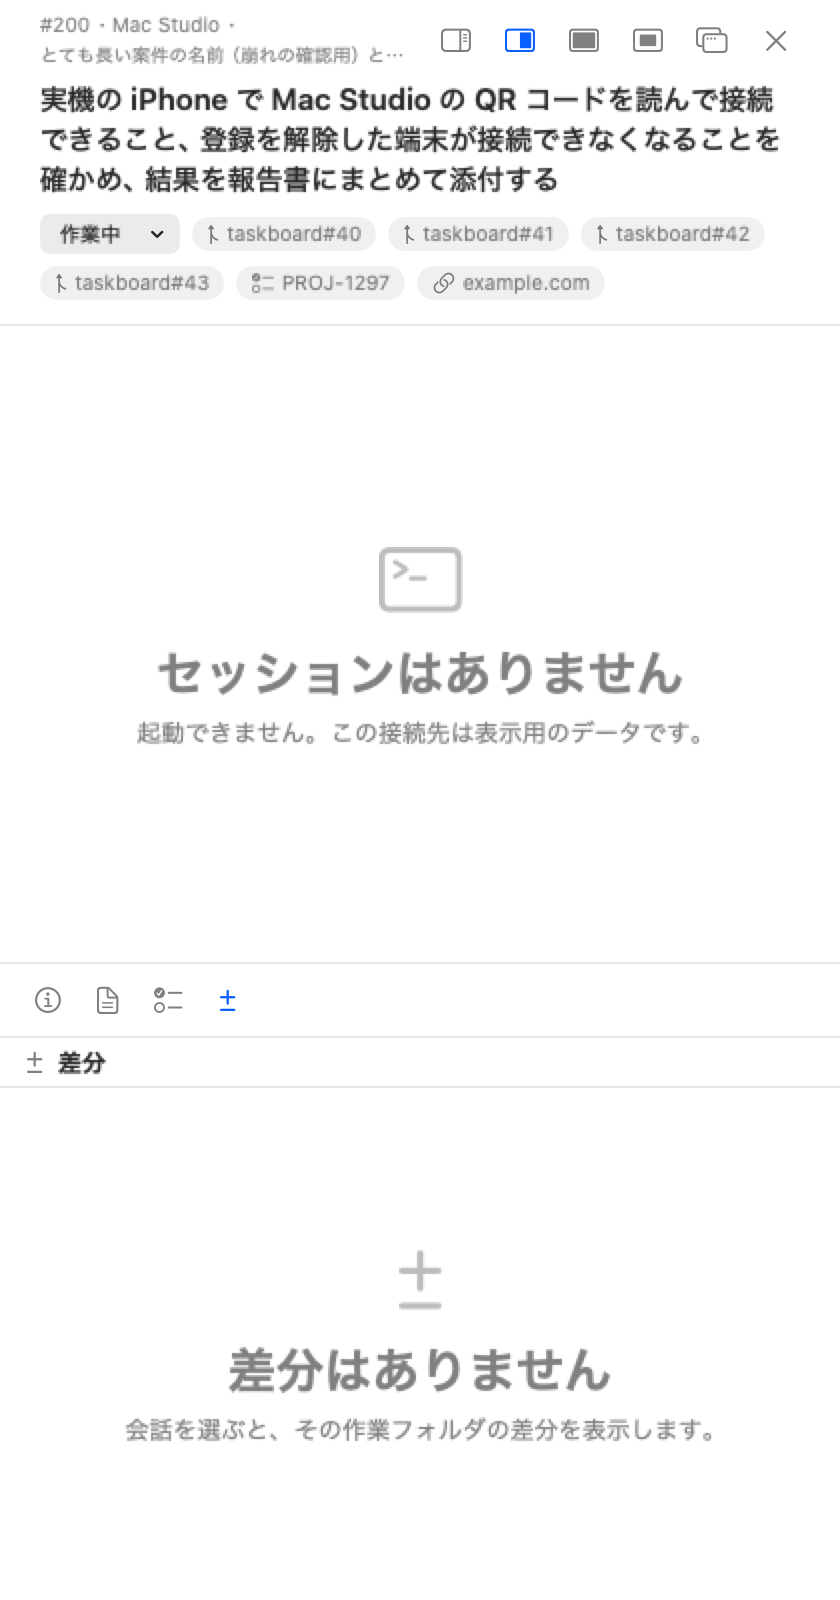 #200 · Mac Studio ·
とても長い案件の名前（崩れの確認用）と…
実機の iPhone で Mac Studio の QR コードを読んで接続
できること、登録を解除した端末が接続できなくなることを
確かめ、結果を報告書にまとめて添付する
作業中 taskboard#40 taskboard#41 taskboard#42
taskboard#43 PROJ-1297 example.com
セッションはありません
起動できません。この接続先は表示用のデータです。
差分
差分はありません
会話を選ぶと、その作業フォルダの差分を表示します。